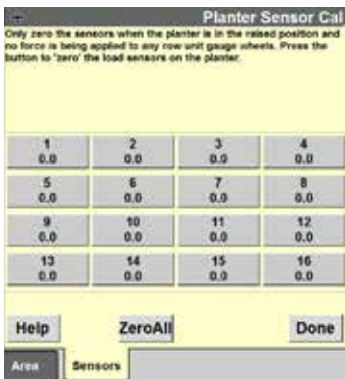 Planter Sensor Cal
Only zero the sensors when the planter is in the raised position and
no force is being applied to any row unit gauge wheels. Press the
button to 'zero' the load sensors on the planter.
1 2 3 4
0.0 0.0 0.0 0.0
5 6 7 8
0.0 0.0 0.0 0.0
9 10 11 12
0.0 0.0 0.0 0.0
13 14 15 16
0.0 0.0 0.0 0.0
Help ZeroAll Done
Area Sensors